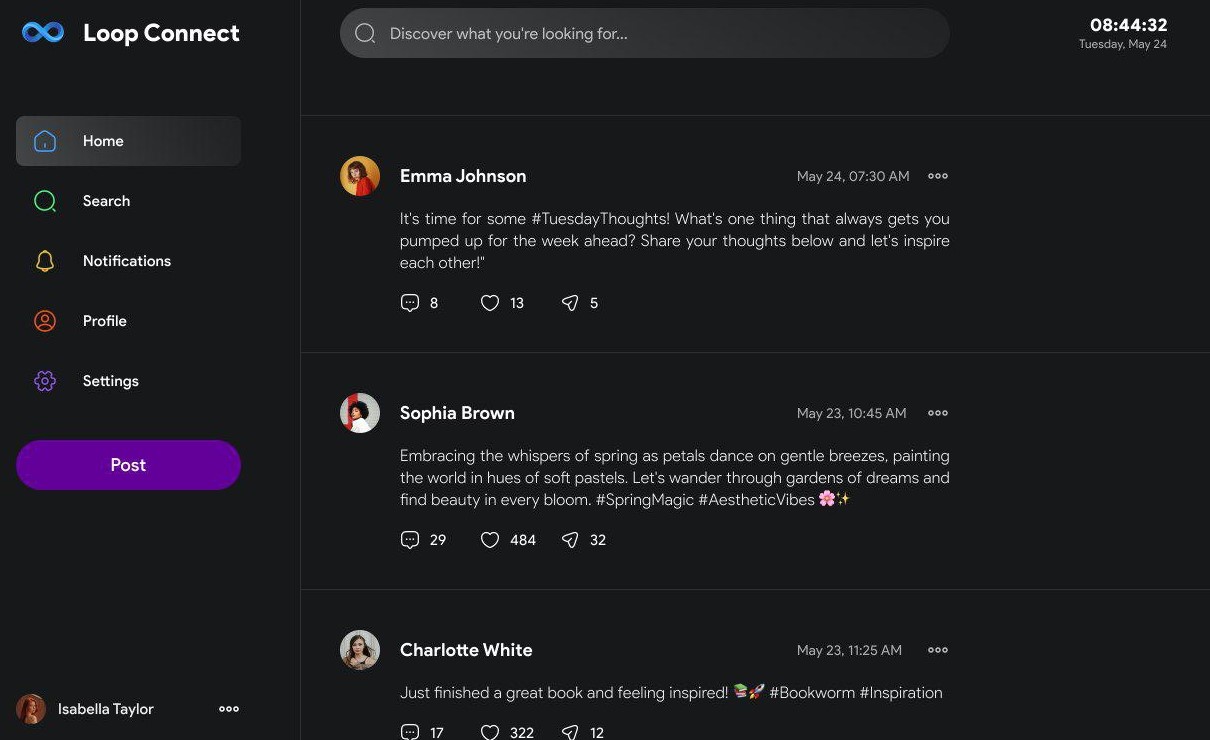 Loop Connect
Discover what you're looking for...
08:44:32
Tuesday, May 24
Home
Search
Notifications
Profile
Settings
Post
Isabella Taylor
Emma Johnson
May 24, 07:30 AM
It's time for some #TuesdayThoughts! What's one thing that always gets you
pumped up for the week ahead? Share your thoughts below and let's inspire
each other!"
8 13 5
Sophia Brown
May 23, 10:45 AM
Embracing the whispers of spring as petals dance on gentle breezes, painting
the world in hues of soft pastels. Let's wander through gardens of dreams and
find beauty in every bloom. #SpringMagic #AestheticVibes 🌸✨
29 484 32
Charlotte White
May 23, 11:25 AM
Just finished a great book and feeling inspired! 📚🚀 #Bookworm #Inspiration
17 322 12